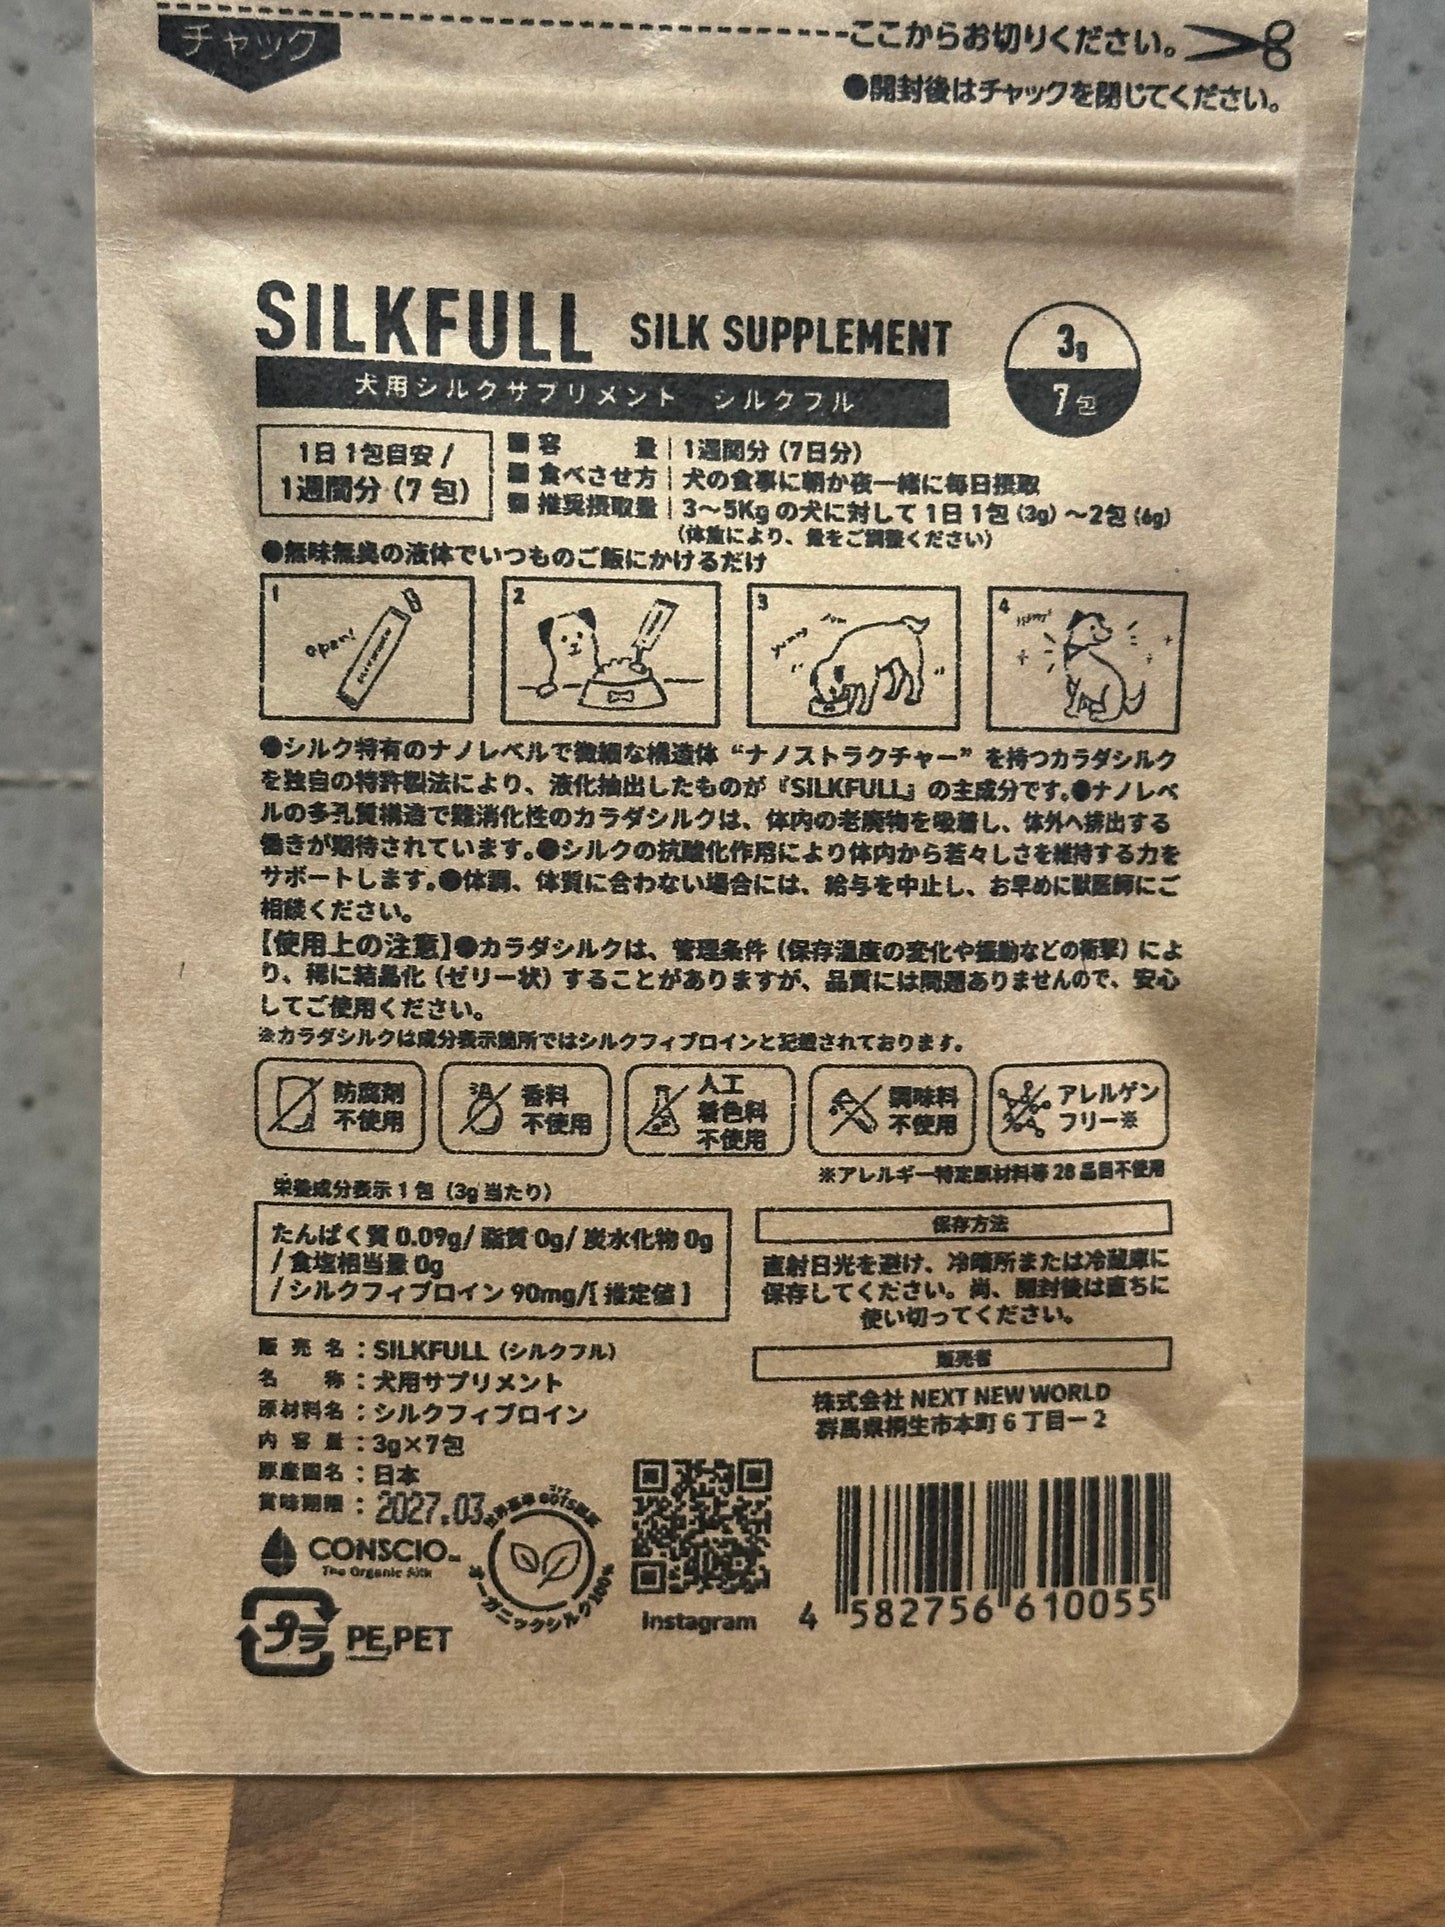 チャック
ここからお切りください。
●開封後はチャックを閉じてください。
SILKFULL SILK SUPPLEMENT
3g
7包
犬用シルクサプリメント シルクフル
1日1包目安 /
1週間分 (7 包)
■ 容 量｜1週間分 (7日分)
■ 食べさせ方｜犬の食事に朝か夜一緒に毎日摂取
■ 推奨摂取量｜3～5Kg の犬に対して 1日 1包 (3g) ～2包 (6g)
(体重により、量をご調整ください)
●無味無臭の液体でいつものご飯にかけるだけ
1
open!
2
3
yummy
4
●シルク特有のナノレベルで微細な構造体 “ナノストラクチャー” を持つカラダシルク
を独自の特許製法により、液化抽出したものが『SILKFULL』の主成分です。●ナノレベ
ルの多孔質構造で難消化性のカラダシルクは、体内の老廃物を吸着し、体外へ排出する
働きが期待されています。●シルクの抗酸化作用により体内から若々しさを維持する力を
サポートします。●体調、体質に合わない場合には、給与を中止し、お早めに獣医師にご
相談ください。
【使用上の注意】●カラダシルクは、管理条件 (保存温度の変化や振動などの衝撃) によ
り、稀に結晶化 (ゼリー状) することがありますが、品質には問題ありませんので、安心
してご使用ください。
※カラダシルクは成分表示箇所ではシルクフィブロインと記載されております。
防腐剤
不使用
香料
不使用
人工
着色料
不使用
調味料
不使用
アレルゲン
フリー※
※アレルギー特定原材料等 28 品目不使用
栄養成分表示 1 包 (3g 当たり)
たんぱく質 0.09g/ 脂質 0g/ 炭水化物 0g
/ 食塩相当量 0g
/ シルクフィブロイン 90mg/[ 推定値 ]
保存方法
直射日光を避け、冷暗所または冷蔵庫に
保存してください。尚、開封後は直ちに
使い切ってください。
販売者
株式会社 NEXT NEW WORLD
群馬県桐生市本町 6 丁目ー 2
販 売 名：SILKFULL (シルクフル)
名 称：犬用サプリメント
原材料名：シルクフィブロイン
内 容 量：3g×7包
原産国名：日本
賞味期限：2027.03
CONSCIO™
The Organic Silk
オーガニックシルク100%
プラ
PE,PET
Instagram
4 582756 610055